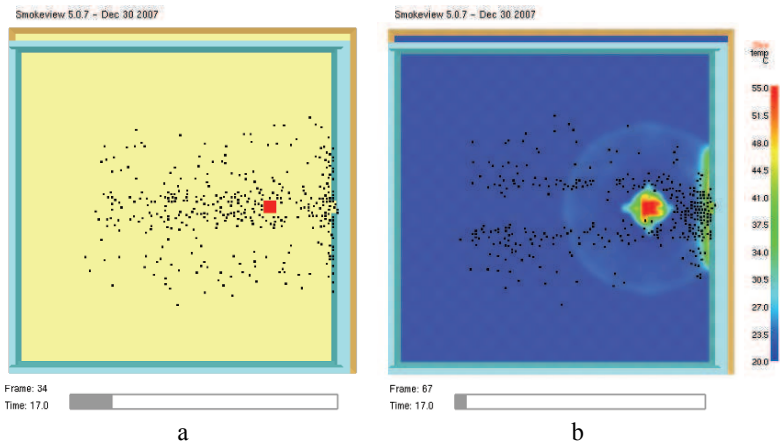 Smokeview 5.0.7 – Dec 30 2007
Frame: 34
Time: 17.0
a
Smokeview 5.0.7 – Dec 30 2007
temp
C
55.0
51.5
48.0
44.5
41.0
37.5
34.0
30.5
27.0
23.5
20.0
Frame: 67
Time: 17.0
b